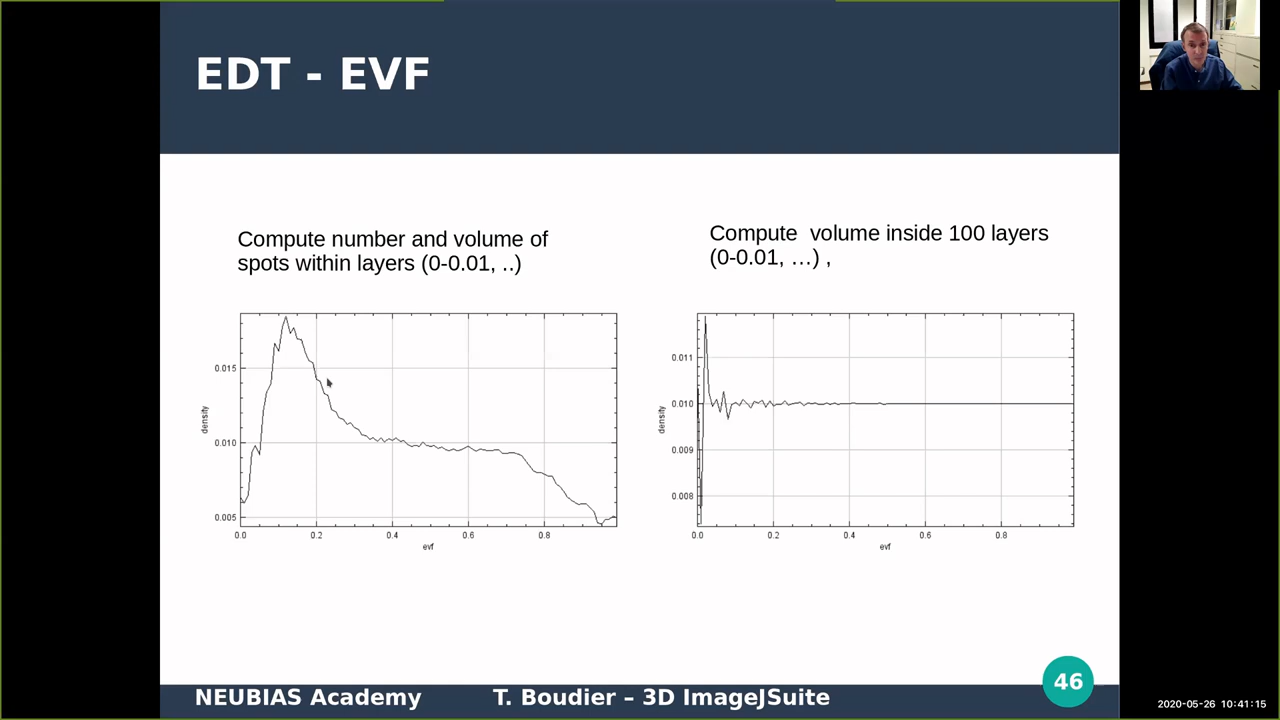 EDT - EVF
Compute number and volume of
spots within layers (0-0.01, ..)
Compute  volume inside 100 layers
(0-0.01, …) ,
0.015
0.010
0.005
density
0.0 0.2 0.4 0.6 0.8
evf
0.011
0.010
0.009
0.008
density
0.0 0.2 0.4 0.6 0.8
evf
46
NEUBIAS Academy T. Boudier – 3D ImageJSuite
2020-05-26 10:41:15